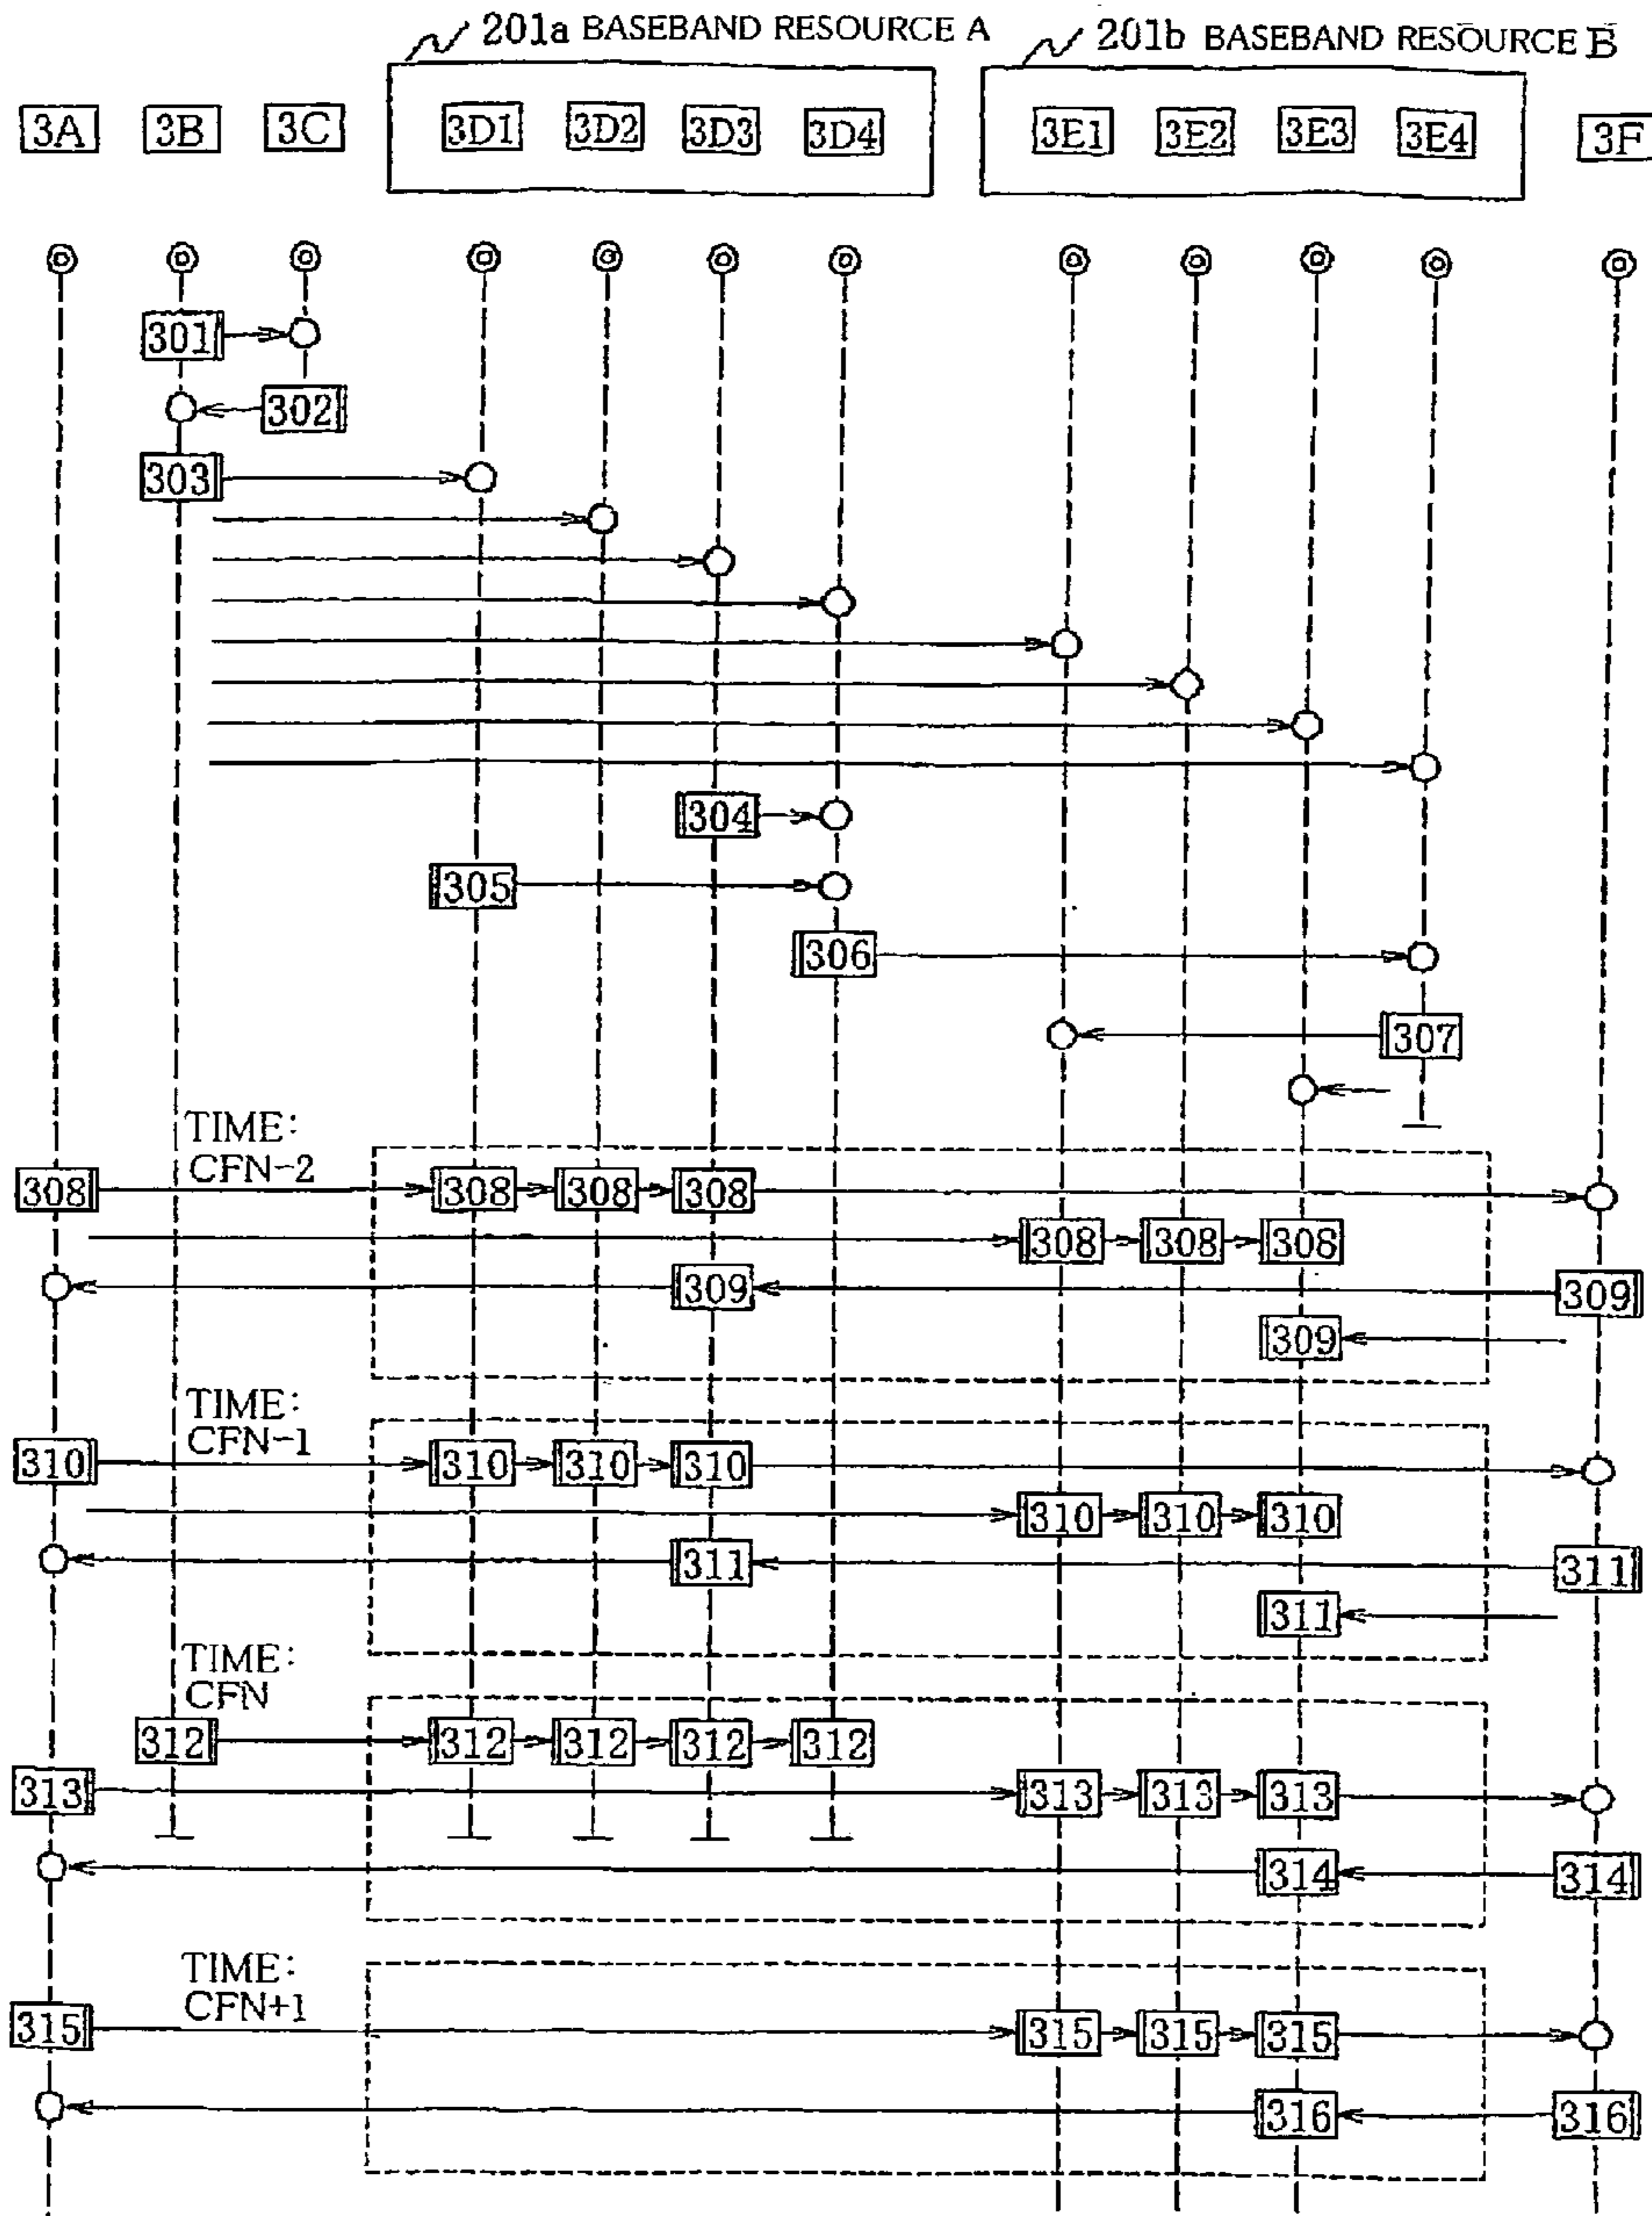 201a BASEBAND RESOURCE A
201b BASEBAND RESOURCE B
3A 3B 3C 3D1 3D2 3D3 3D4 3E1 3E2 3E3 3E4 3F
301
302
303
304
305
306
307
TIME:
CFN-2
308 308 308 308
308 308 308
309 309
309
TIME:
CFN-1
310 310 310 310
310 310 310
311 311
311
TIME:
CFN
312 312 312 312 312
313 313 313 313
314 314
TIME:
CFN+1
315 315 315 315
316 316